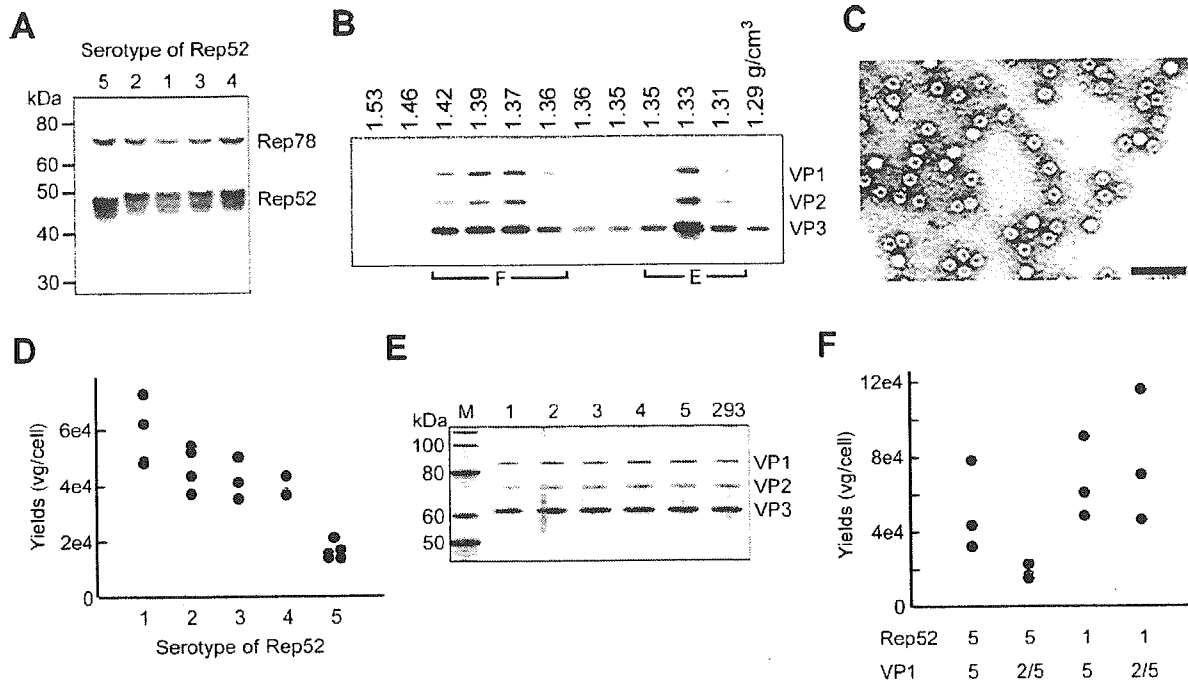 A
Serotype of Rep52
5 2 1 3 4
kDa
80
60
50
40
30
Rep78
Rep52
B
1.53 1.46 1.42 1.39 1.37 1.36 1.36 1.35 1.35 1.33 1.31 1.29 g/cm³
VP1
VP2
VP3
F E
C
D
Yields (vg/cell)
6e4
4e4
2e4
0
1 2 3 4 5
Serotype of Rep52
E
kDa M 1 2 3 4 5 293
100
80
60
50
VP1
VP2
VP3
F
Yields (vg/cell)
12e4
8e4
4e4
0
Rep52 5 5 1 1
VP1 5 2/5 5 2/5